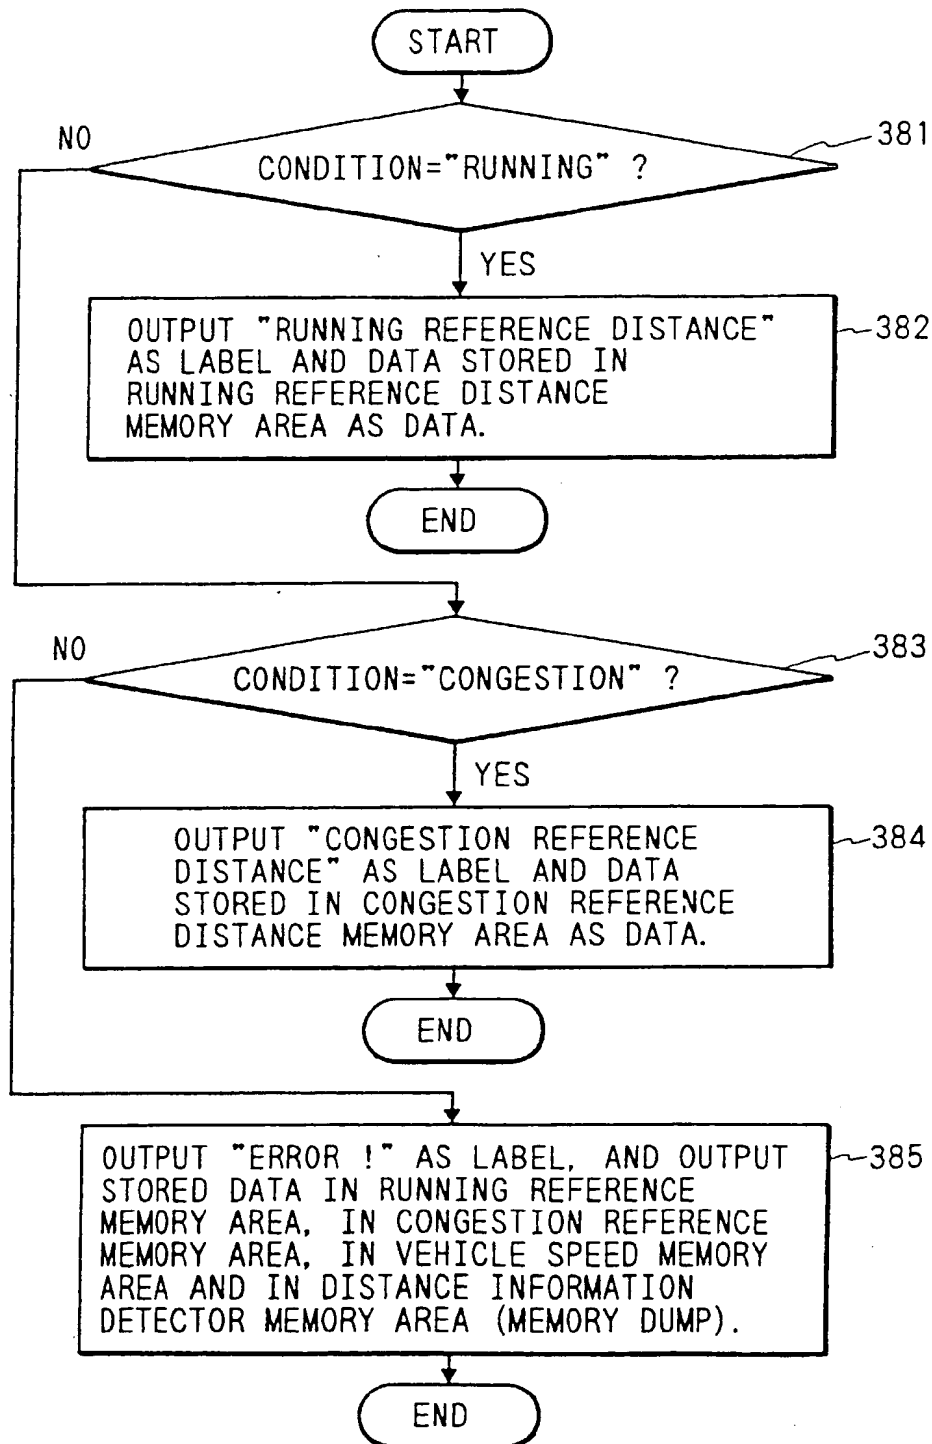 START
NO
381
CONDITION="RUNNING" ?
YES
OUTPUT "RUNNING REFERENCE DISTANCE"
AS LABEL AND DATA STORED IN
RUNNING REFERENCE DISTANCE
MEMORY AREA AS DATA.
382
END
NO
383
CONDITION="CONGESTION" ?
YES
OUTPUT "CONGESTION REFERENCE
DISTANCE" AS LABEL AND DATA
STORED IN CONGESTION REFERENCE
DISTANCE MEMORY AREA AS DATA.
384
END
OUTPUT "ERROR !" AS LABEL, AND OUTPUT
STORED DATA IN RUNNING REFERENCE
MEMORY AREA, IN CONGESTION REFERENCE
MEMORY AREA, IN VEHICLE SPEED MEMORY
AREA AND IN DISTANCE INFORMATION
DETECTOR MEMORY AREA (MEMORY DUMP).
385
END